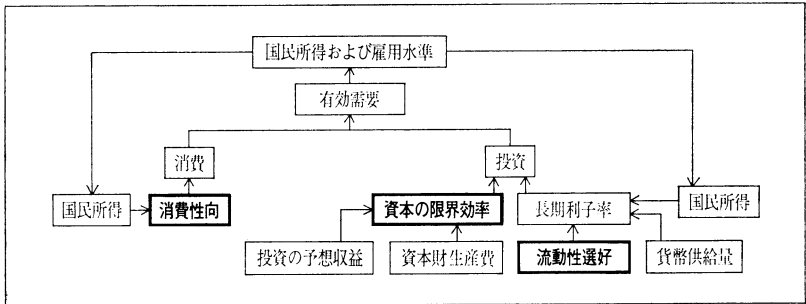 国民所得および雇用水準
有効需要
消費
投資
国民所得
消費性向
資本の限界効率
長期利子率
国民所得
投資の予想収益
資本財生産費
流動性選好
貨幣供給量